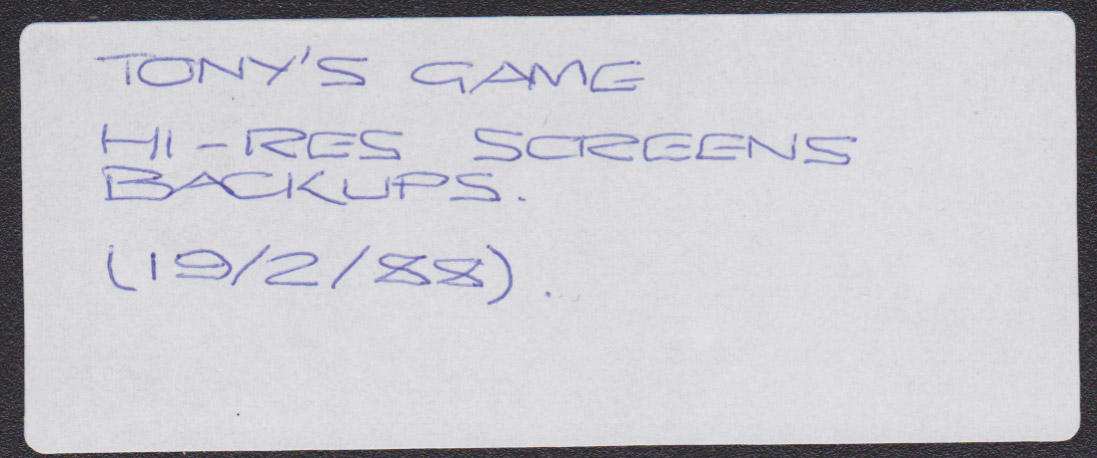 TONY'S GAME
HI-RES SCREENS
BACKUPS.
(19/2/88).